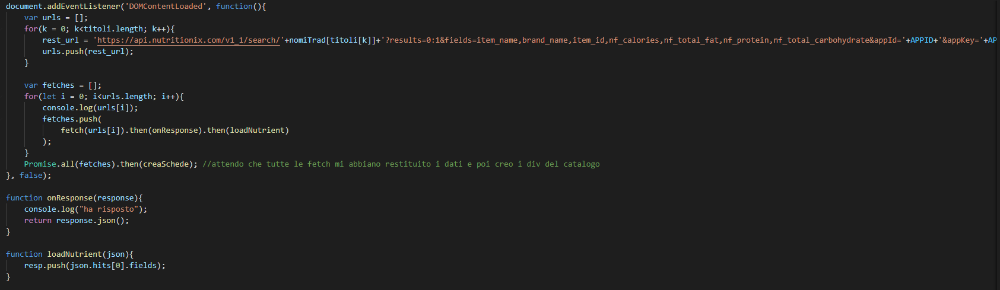 document.addEventListener('DOMContentLoaded', function(){
    var urls = [];
    for(k = 0; k<titoli.length; k++){
        rest_url = 'https://api.nutritionix.com/v1_1/search/'+nomiTrad[titoli[k]]+'?results=0:1&fields=item_name,brand_name,item_id,nf_calories,nf_total_fat,nf_protein,nf_total_carbohydrate&appId='+APPID+'&appKey='+AP
        urls.push(rest_url);
    }

    var fetches = [];
    for(let i = 0; i<urls.length; i++){
        console.log(urls[i]);
        fetches.push(
            fetch(urls[i]).then(onResponse).then(loadNutrient)
        );
    }
    Promise.all(fetches).then(creaSchede); //attendo che tutte le fetch mi abbiano restituito i dati e poi creo i div del catalogo
}, false);

function onResponse(response){
    console.log("ha risposto");
    return response.json();
}

function loadNutrient(json){
    resp.push(json.hits[0].fields);
}